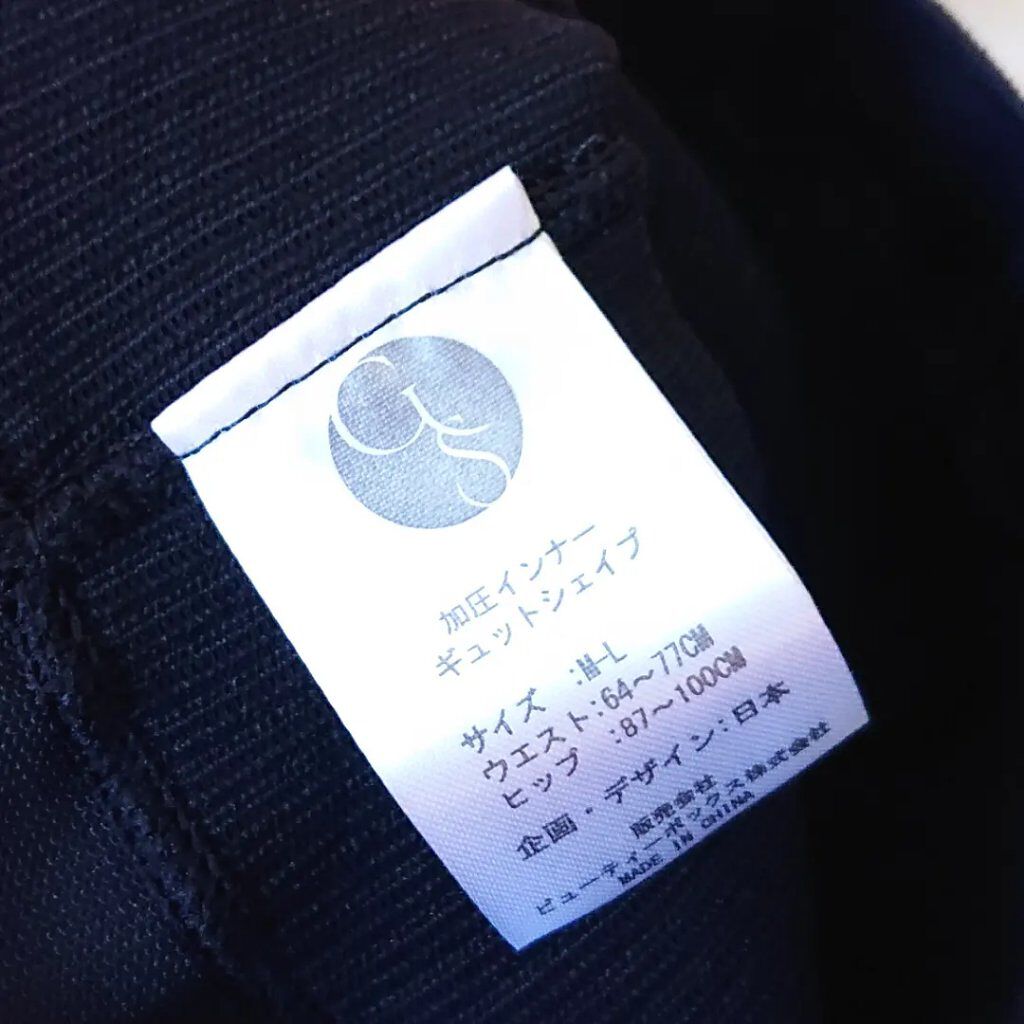 GS
加圧インナー
ギュットシェイプ
サイズ :M-L
ウエスト:64～77CM
ヒップ :87～100CM
企画・デザイン:日本
販売会社
ビューティーボックス株式会社
MADE IN CHINA